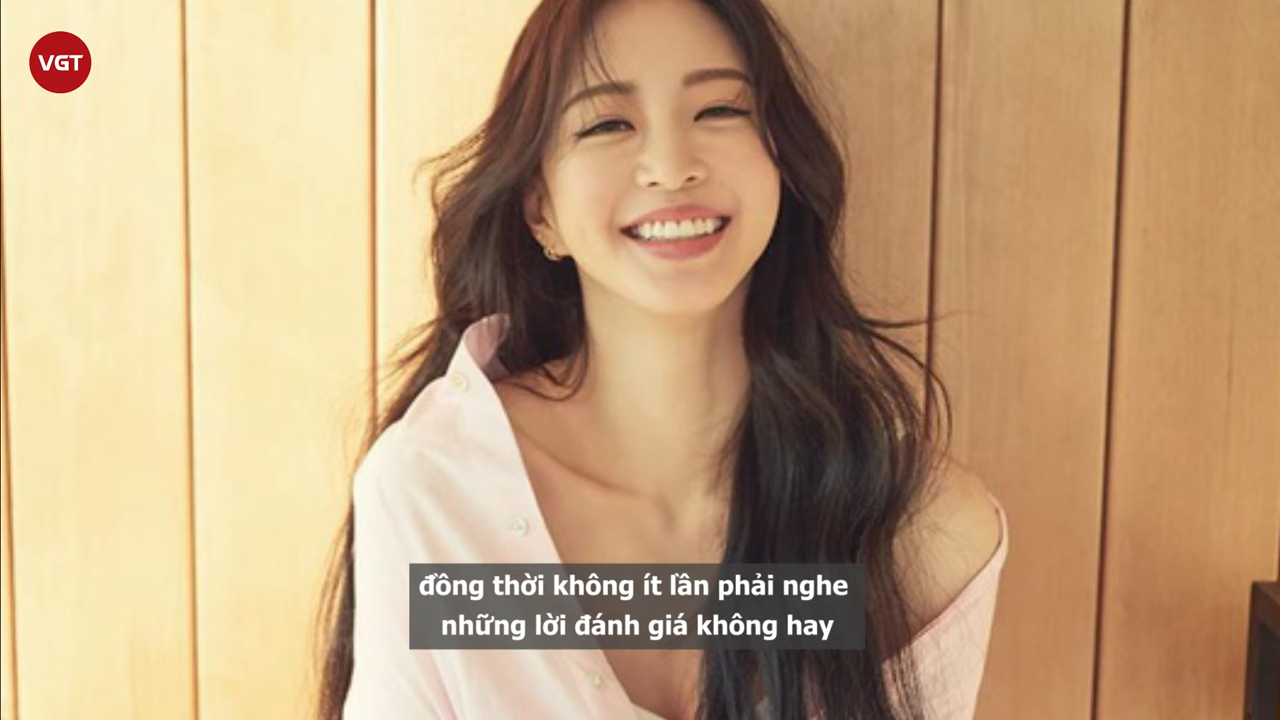 VGT
đồng thời không ít lần phải nghe
những lời đánh giá không hay